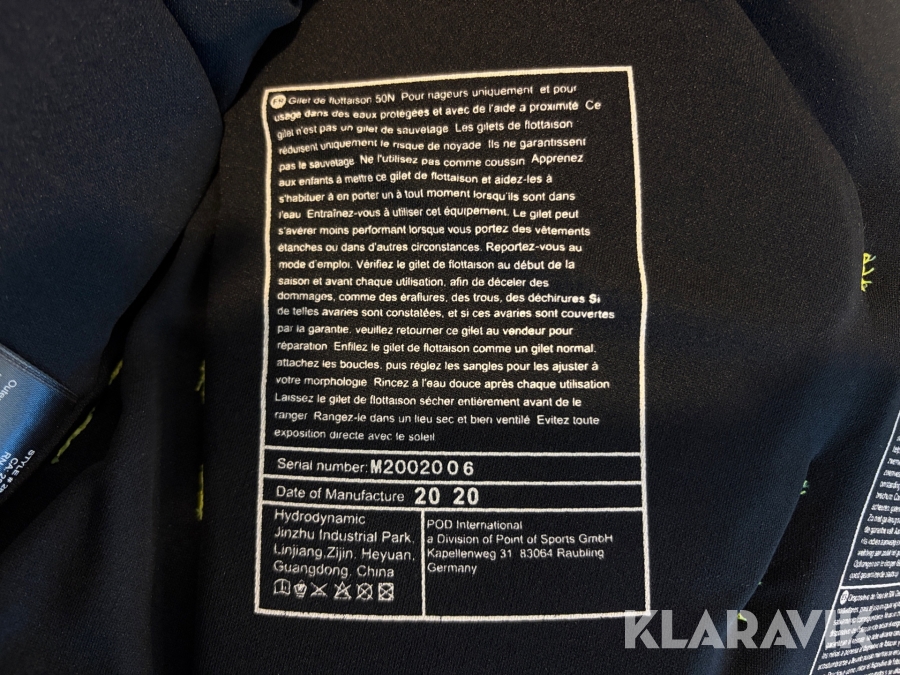 FR Gilet de flottaison 50N Pour nageurs uniquement et pour
usage dans des eaux protégées et avec de l'aide a proximité Ce
gilet n'est pas un gilet de sauvetage Les gilets de flottaison
réduisent uniquement le risque de noyade Ils ne garantissent
pas le sauvetage Ne l'utilisez pas comme coussin Apprenez
aux enfants à mettre ce gilet de flottaison et aidez-les à
s'habituer à en porter un à tout moment lorsqu'ils sont dans
l'eau Entraînez-vous à utiliser cet équipement. Le gilet peut
s'avérer moins performant lorsque vous portez des vêtements
étanches ou dans d'autres circonstances. Reportez-vous au
mode d'emploi. Vérifiez le gilet de flottaison au début de la
saison et avant chaque utilisation, afin de déceler des
dommages, comme des éraflures, des trous, des déchirures Si
de telles avaries sont constatées, et si ces avaries sont couvertes
par la garantie, veuillez retourner ce gilet au vendeur pour
réparation Enfilez le gilet de flottaison comme un gilet normal,
attachez les boucles, puis réglez les sangles pour les ajuster à
votre morphologie Rincez à l'eau douce après chaque utilisation
Laissez le gilet de flottaison sécher entièrement avant de le
ranger Rangez-le dans un lieu sec et bien ventilé Evitez toute
exposition directe avec le soleil
Serial number: M2002006
Date of Manufacture 20 20
Hydrodynamic
Jinzhu Industrial Park,
Linjiang,Zijin, Heyuan,
Guangdong, China
POD International
a Division of Point of Sports GmbH
Kapellenweg 31 83064 Raubling
Germany
KLARAVIK